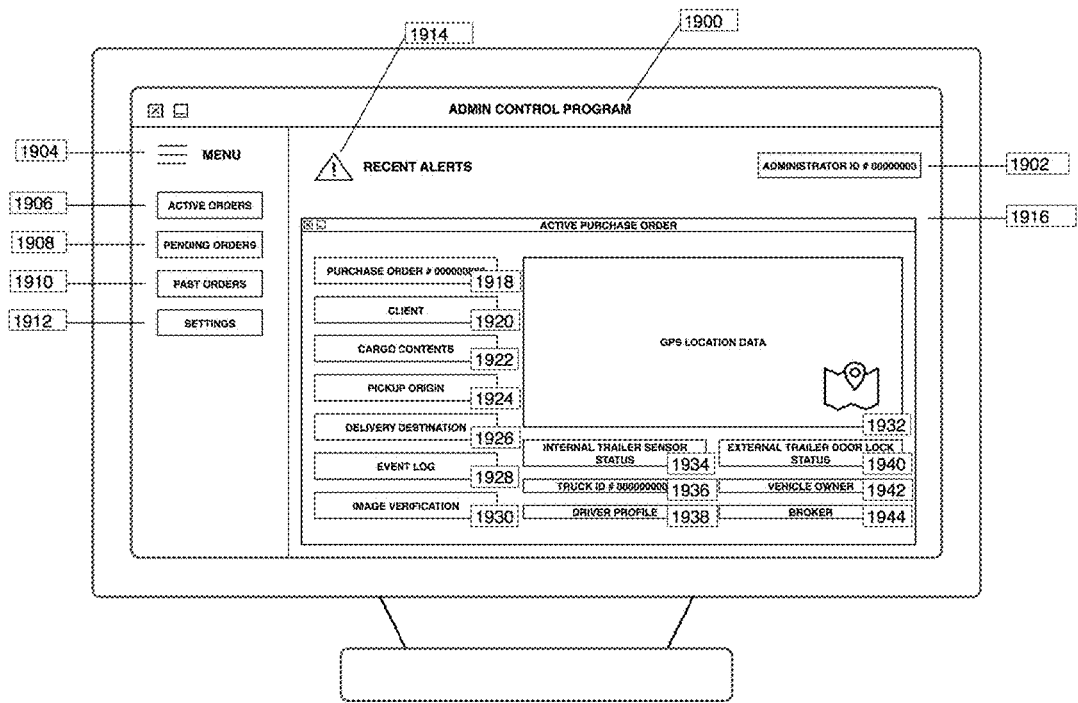 1914
1900
ADMIN CONTROL PROGRAM
1904
MENU
RECENT ALERTS
ADMINISTRATOR ID # 00000003
1902
1906
ACTIVE ORDERS
1916
ACTIVE PURCHASE ORDER
1908
PENDING ORDERS
1910
PAST ORDERS
1912
SETTINGS
PURCHASE ORDER #
1918
CLIENT
1920
CARGO CONTENTS
1922
PICKUP ORIGIN
1924
DELIVERY DESTINATION
1926
EVENT LOG
1928
IMAGE VERIFICATION
1930
GPS LOCATION DATA
1932
INTERNAL TRAILER SENSOR
STATUS
1934
EXTERNAL TRAILER DOOR LOCK
STATUS
1940
TRUCK ID #
1936
VEHICLE OWNER
1942
DRIVER PROFILE
1938
BROKER
1944